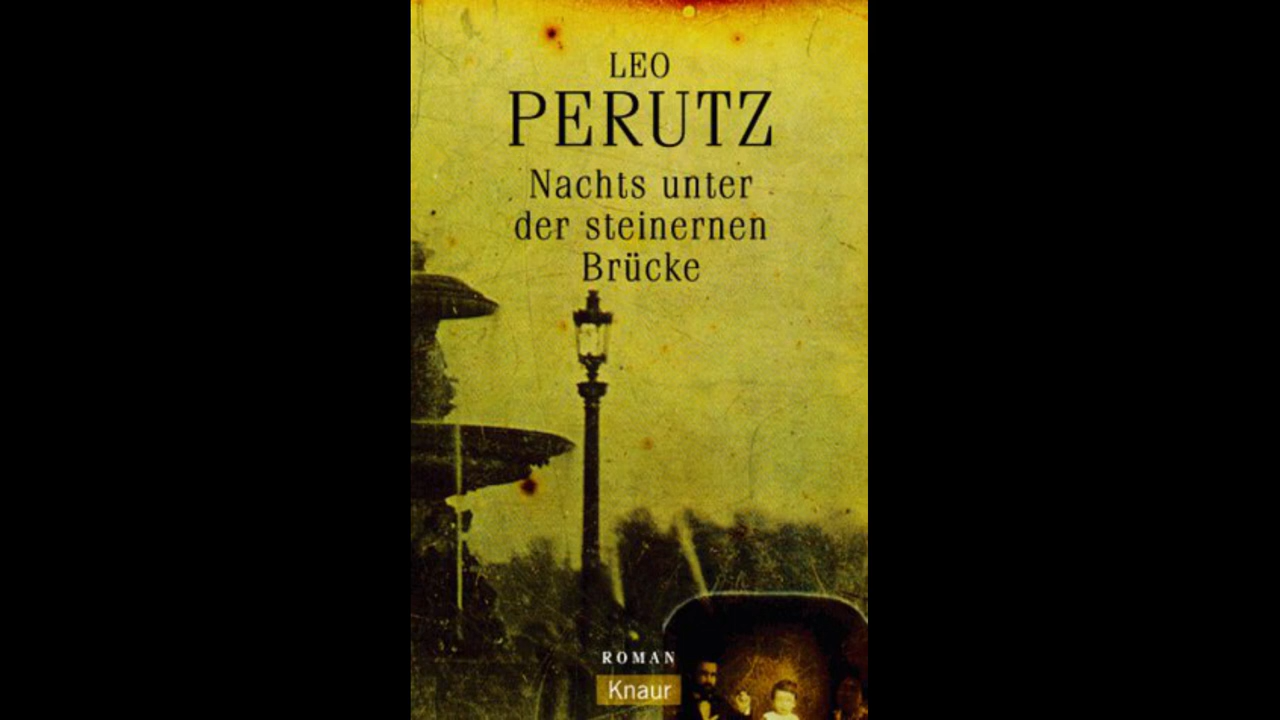 LEO
PERUTZ
Nachts unter
der steinernen
Brücke
ROMAN
Knaur